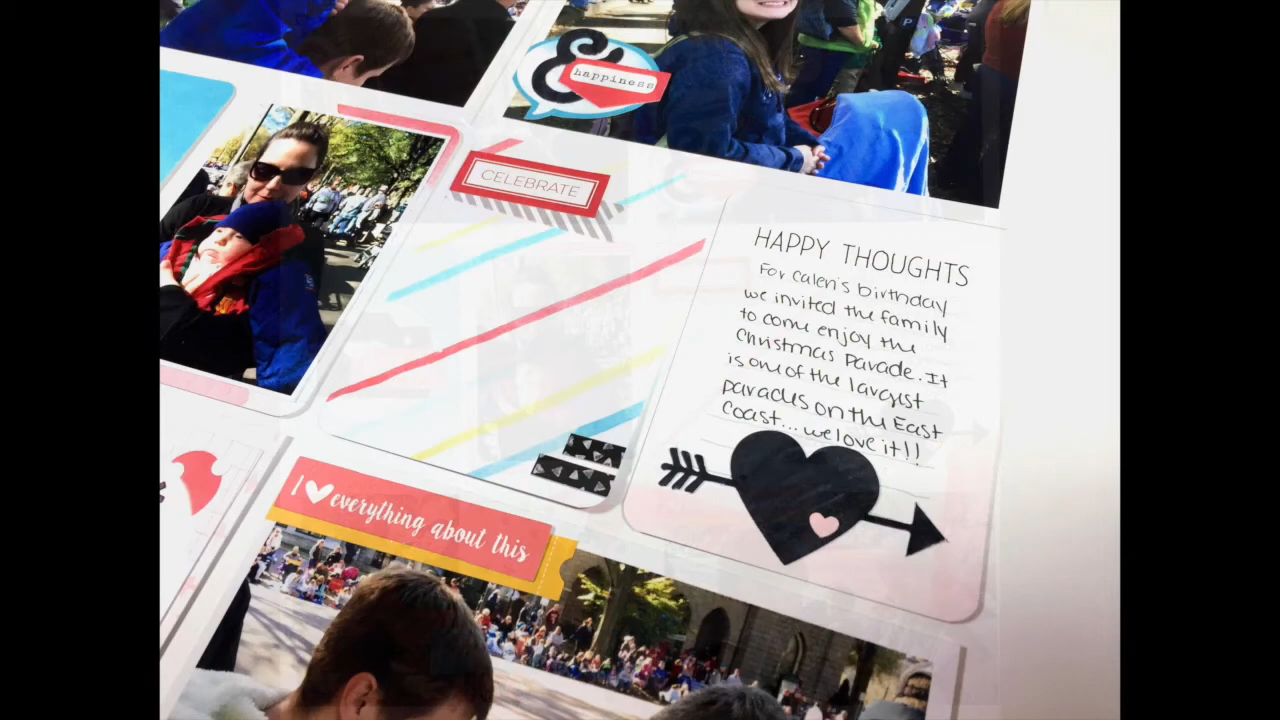 &
happiness
CELEBRATE
HAPPY THOUGHTS
For Calen's birthday
we invited the family
to come enjoy the
Christmas Parade. It
is one of the largest
parades on the East
Coast... we love it!!
I ♥ everything about this